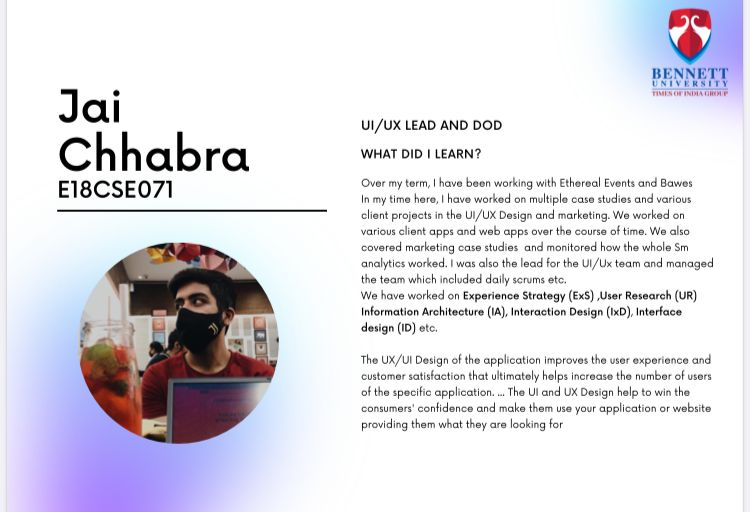 BENNETT
UNIVERSITY
TIMES OF INDIA GROUP
Jai
Chhabra
E18CSE071
UI/UX LEAD AND DOD
WHAT DID I LEARN?
Over my term, I have been working with Ethereal Events and Bawes
In my time here, I have worked on multiple case studies and various
client projects in the UI/UX Design and marketing. We worked on
various client apps and web apps over the course of time. We also
covered marketing case studies and monitored how the whole Sm
analytics worked. I was also the lead for the UI/Ux team and managed
the team which included daily scrums etc.
We have worked on Experience Strategy (ExS) ,User Research (UR)
Information Architecture (IA), Interaction Design (IxD), Interface
design (ID) etc.
The UX/UI Design of the application improves the user experience and
customer satisfaction that ultimately helps increase the number of users
of the specific application. ... The UI and UX Design help to win the
consumers' confidence and make them use your application or website
providing them what they are looking for